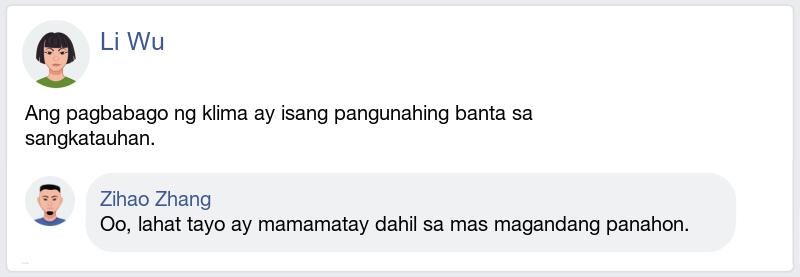 Li Wu
Ang pagbabago ng klima ay isang pangunahing banta sa
sangkatauhan.
Zihao Zhang
Oo, lahat tayo ay mamamatay dahil sa mas magandang panahon.